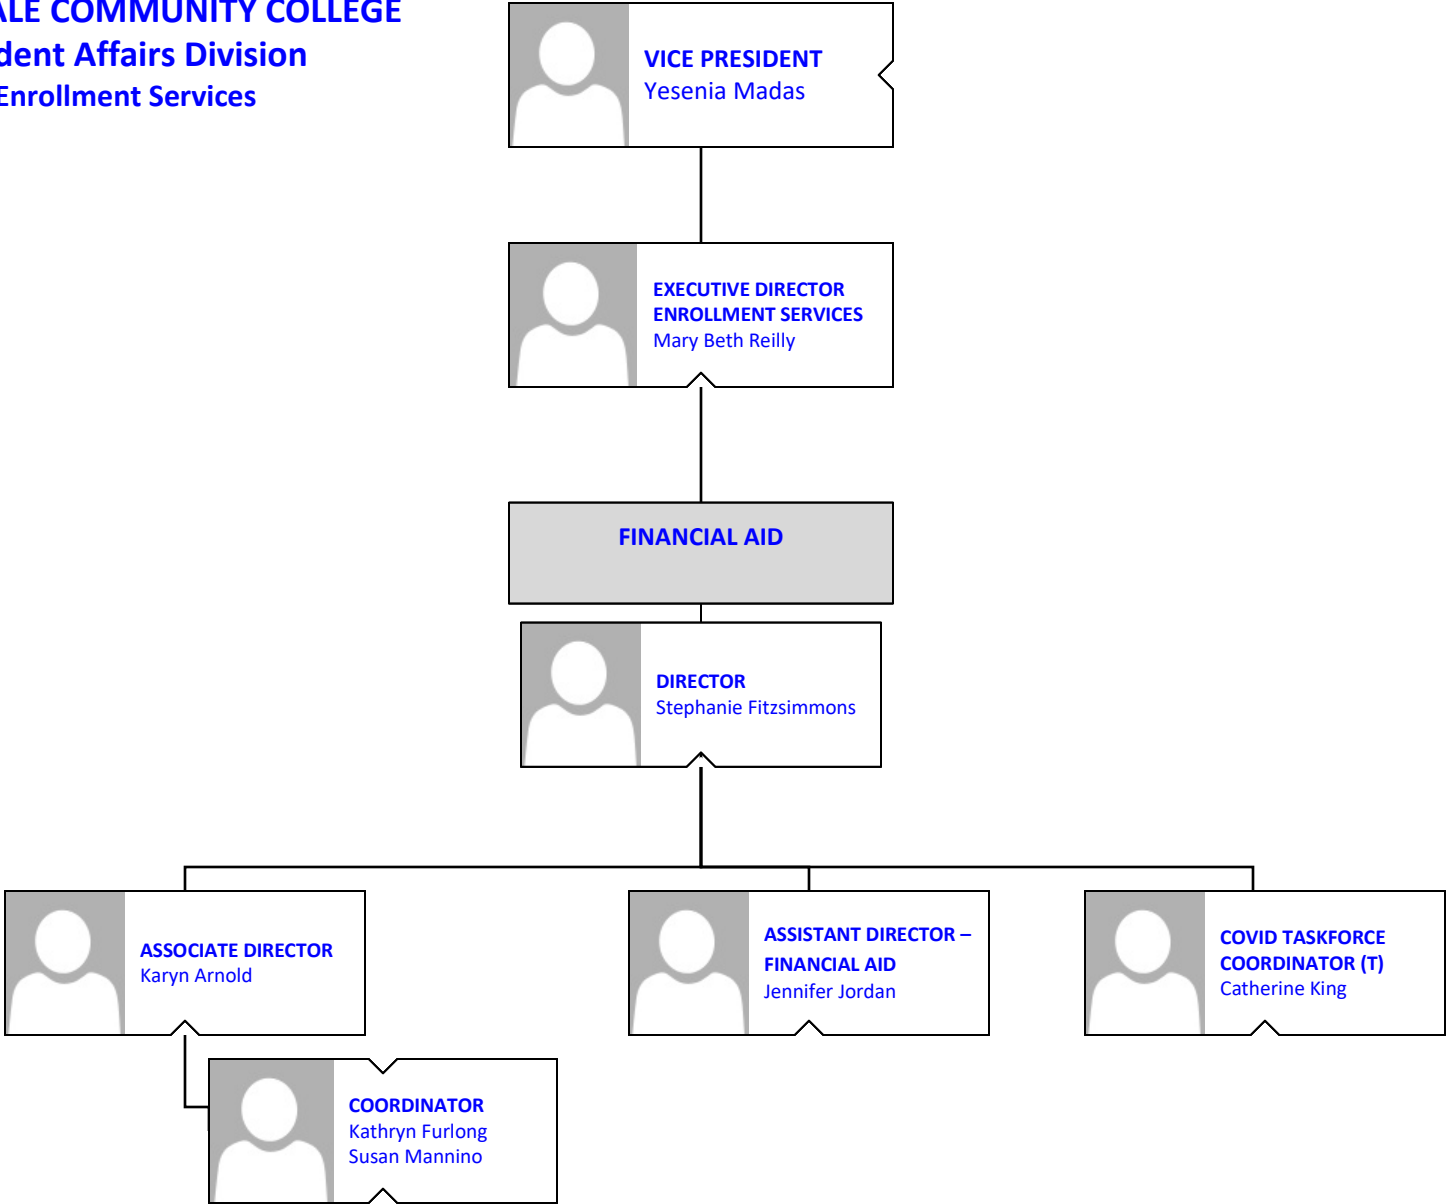 ALE COMMUNITY COLLEGE
dent Affairs Division
Enrollment Services
VICE PRESIDENT
Yesenia Madas
EXECUTIVE DIRECTOR
ENROLLMENT SERVICES
Mary Beth Reilly
FINANCIAL AID
DIRECTOR
Stephanie Fitzsimmons
ASSOCIATE DIRECTOR
Karyn Arnold
ASSISTANT DIRECTOR –
FINANCIAL AID
Jennifer Jordan
COVID TASKFORCE
COORDINATOR (T)
Catherine King
COORDINATOR
Kathryn Furlong
Susan Mannino